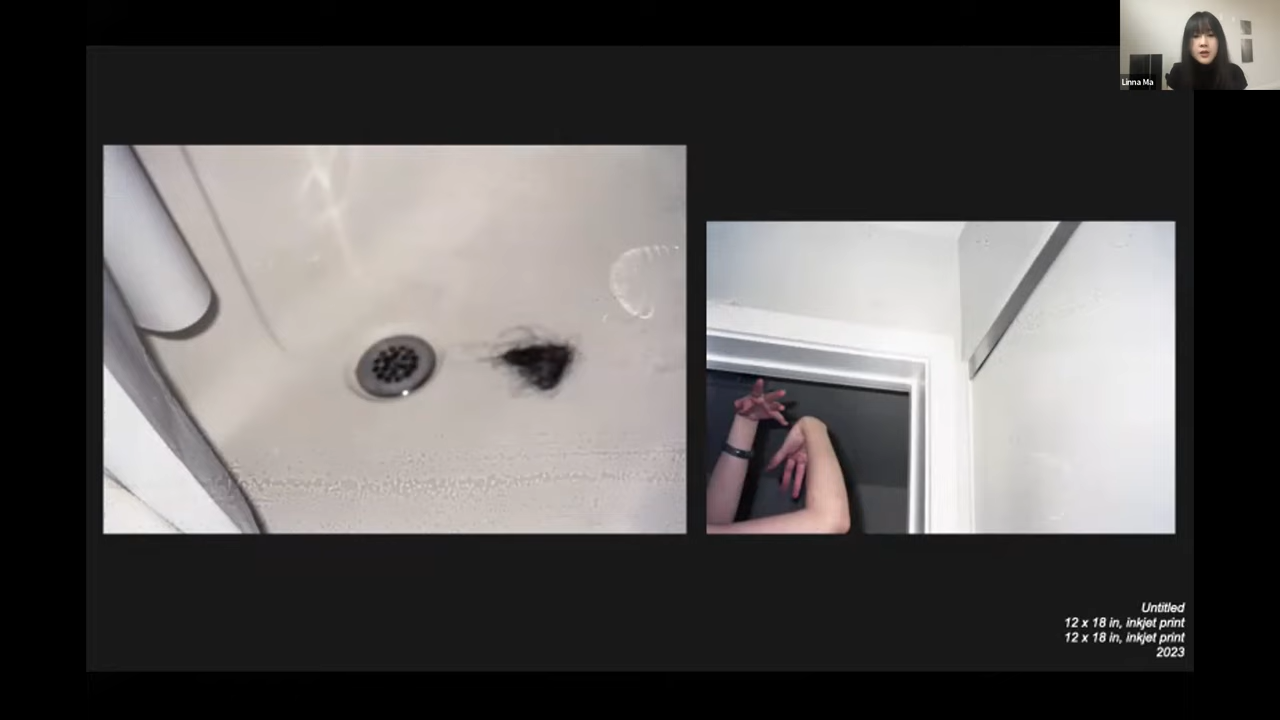 Linna Ma
Untitled
12 x 18 in, inkjet print
12 x 18 in, inkjet print
2023